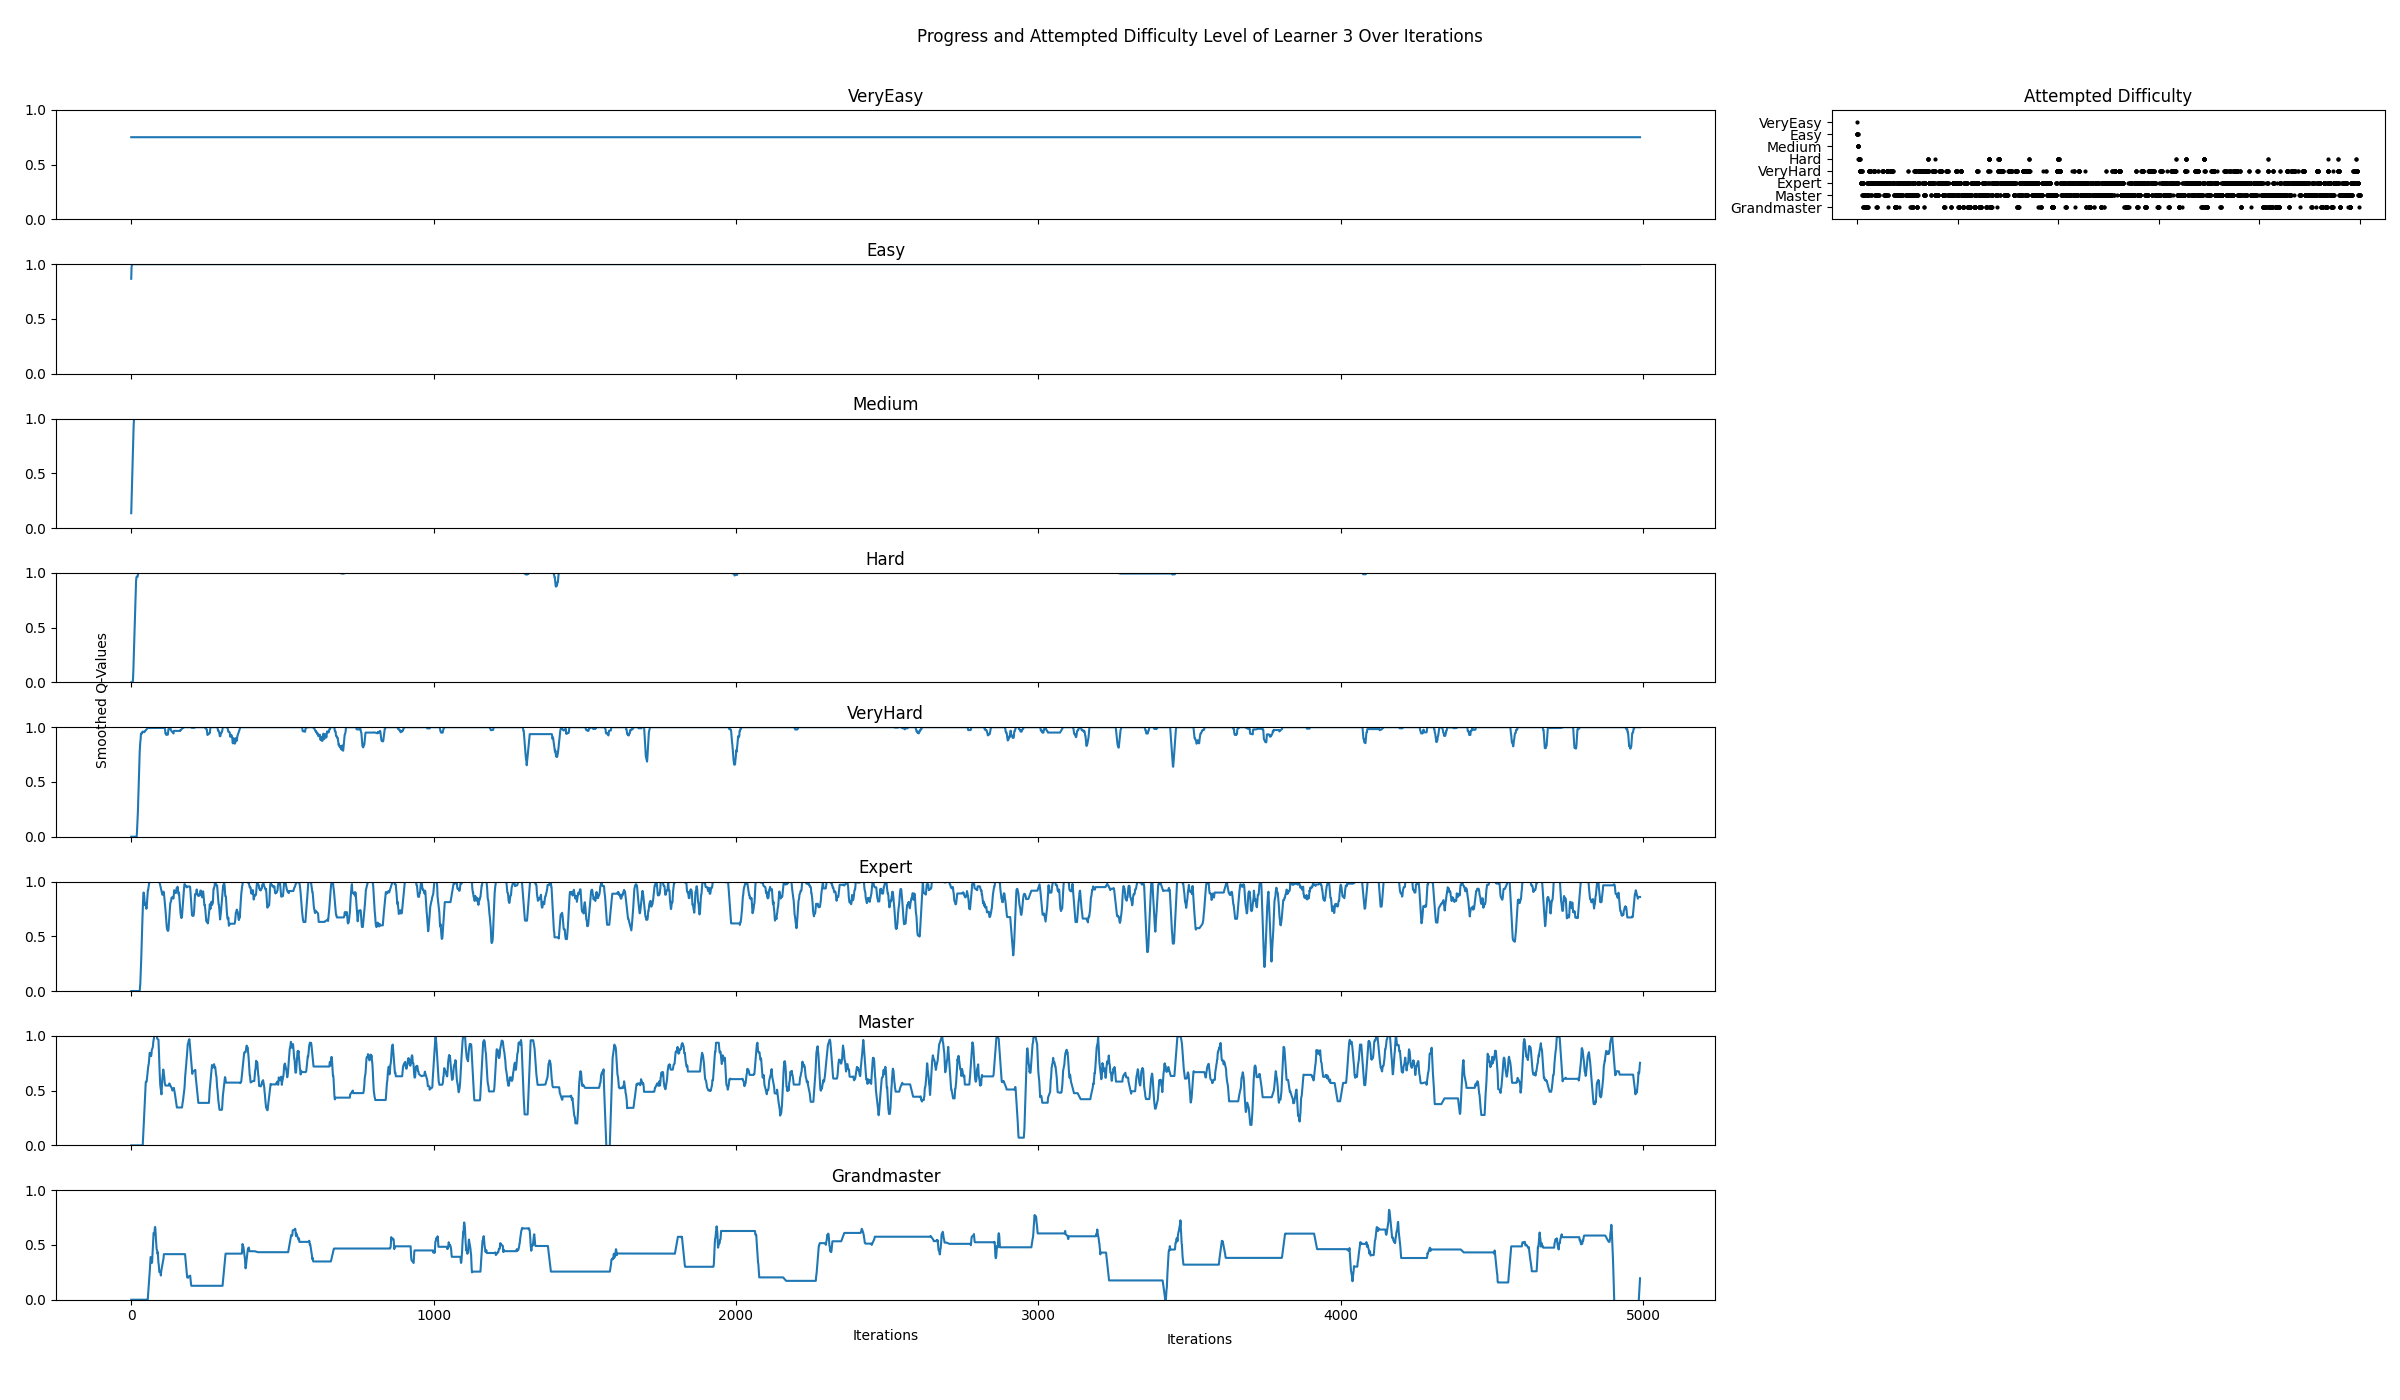 Progress and Attempted Difficulty Level of Learner 3 Over Iterations
VeryEasy
1.0
0.5
0.0
Easy
1.0
0.5
0.0
Medium
1.0
0.5
0.0
Hard
1.0
0.5
0.0
Smoothed Q-Values
VeryHard
1.0
0.5
0.0
Expert
1.0
0.5
0.0
Master
1.0
0.5
0.0
Grandmaster
1.0
0.5
0.0
0 1000 2000 3000 4000 5000
Iterations
Iterations
Attempted Difficulty
VeryEasy
Easy
Medium
Hard
VeryHard
Expert
Master
Grandmaster